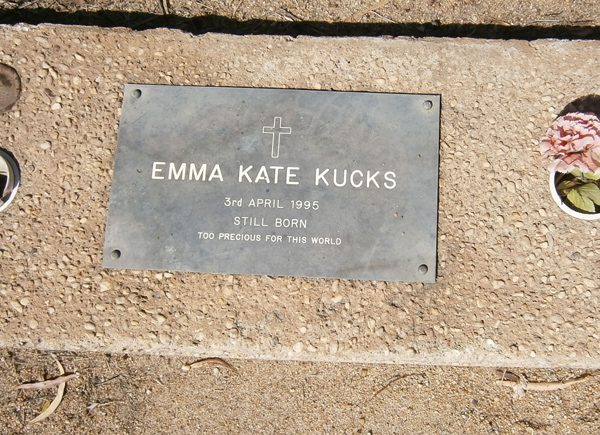 EMMA KATE KUCKS
3rd APRIL 1995
STILL BORN
TOO PRECIOUS FOR THIS WORLD